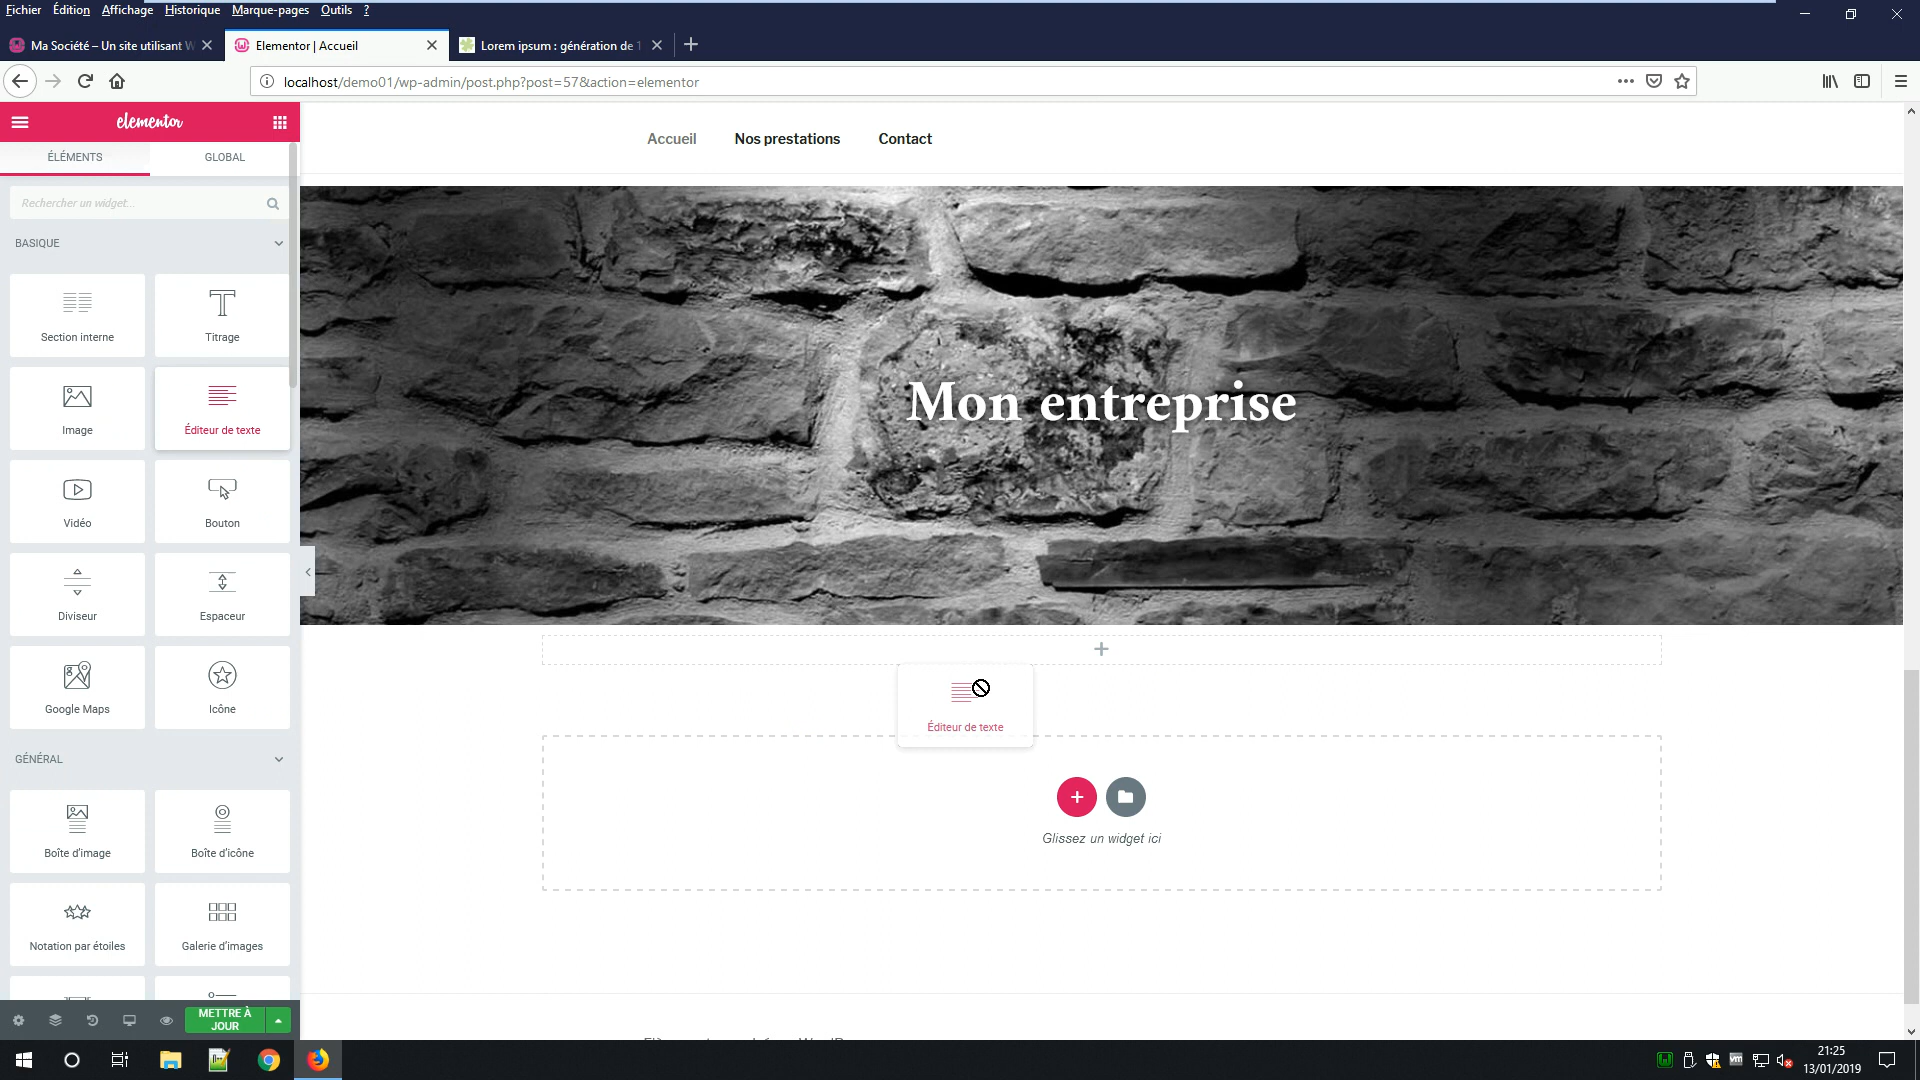 Fichier Édition Affichage Historique Marque-pages Outils ?
Ma Société – Un site utilisant W
Elementor | Accueil
Lorem ipsum : génération de 1
localhost/demo01/wp-admin/post.php?post=57&action=elementor
elementor
ÉLÉMENTS
GLOBAL
Accueil
Nos prestations
Contact
Rechercher un widget...
BASIQUE
Section interne
Titrage
Image
Éditeur de texte
Vidéo
Bouton
Diviseur
Espaceur
Google Maps
Icône
GÉNÉRAL
Boîte d'image
Boîte d'icône
Notation par étoiles
Galerie d'images
METTRE À
JOUR
Mon entreprise
Éditeur de texte
Glissez un widget ici
21:25
13/01/2019